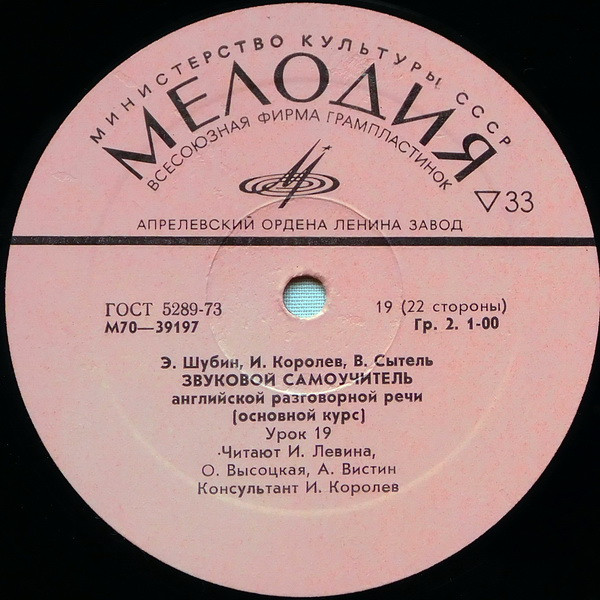 МИНИСТЕРСТВО КУЛЬТУРЫ СССР
МЕЛОДИЯ
ВСЕСОЮЗНАЯ ФИРМА ГРАМПЛАСТИНОК
33
АПРЕЛЕВСКИЙ ОРДЕНА ЛЕНИНА ЗАВОД
ГОСТ 5289-73
М70—39197
19 (22 стороны)
Гр. 2. 1-00
Э. Шубин, И. Королев, В. Сытель
ЗВУКОВОЙ САМОУЧИТЕЛЬ
английской разговорной речи
(основной курс)
Урок 19
Читают И. Левина,
О. Высоцкая, А. Вистин
Консультант И. Королев